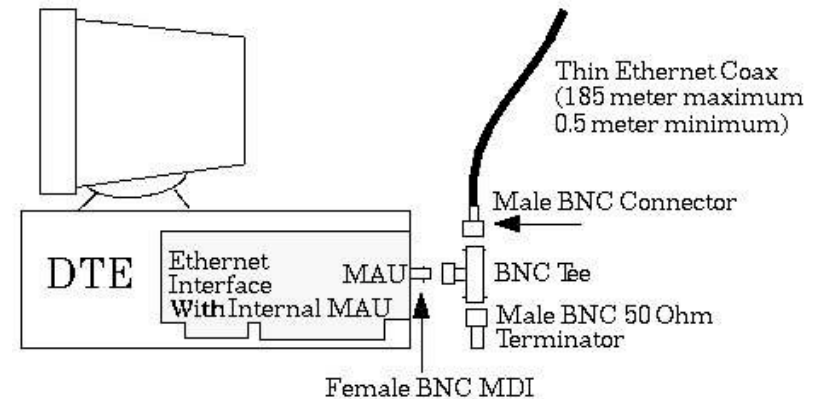 Thin Ethernet Coax
(185 meter maximum
0.5 meter minimum)
Male BNC Connector
DTE
Ethernet
Interface
With Internal MAU
MAU
BNC Tee
Male BNC 50 Ohm
Terminator
Female BNC MDI